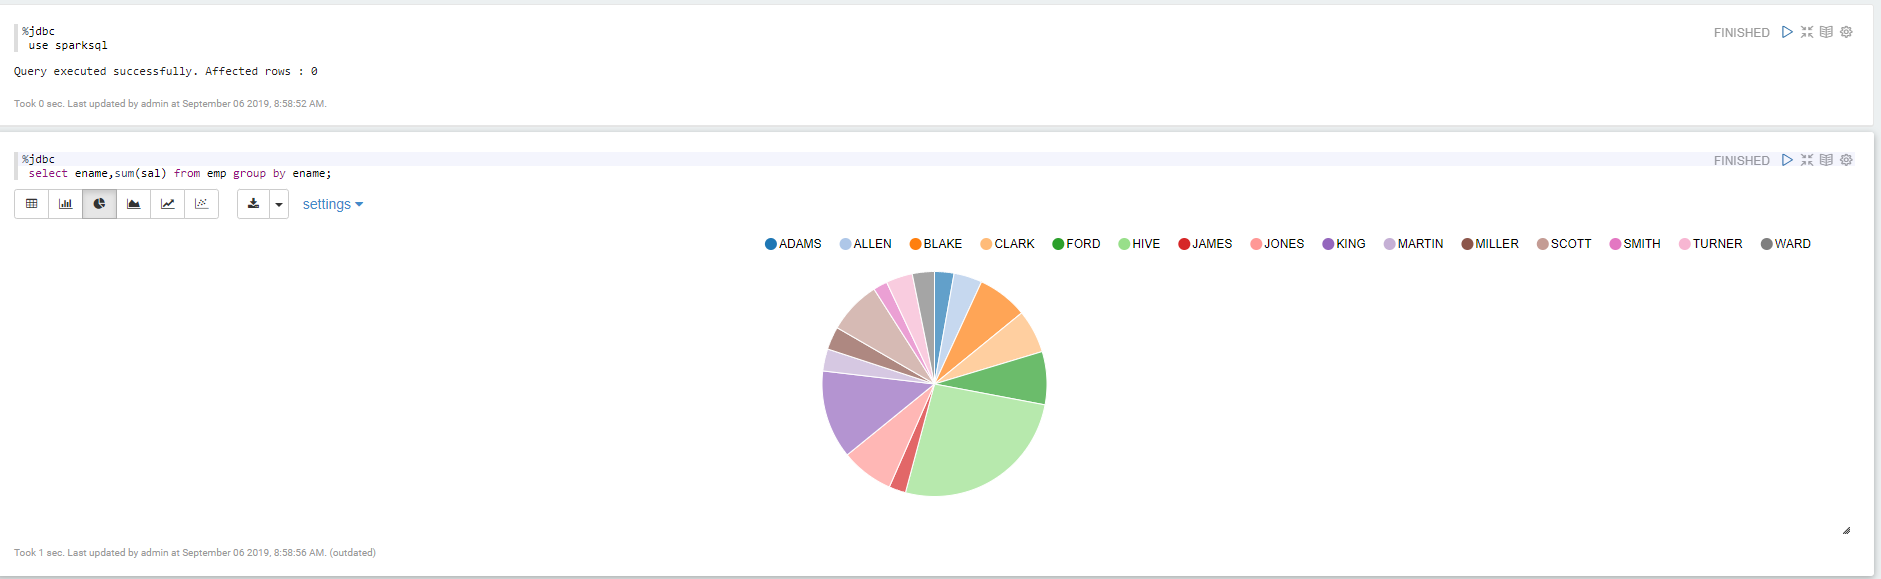 %jdbc
use sparksql
FINISHED
Query executed successfully. Affected rows : 0
Took 0 sec. Last updated by admin at September 06 2019, 8:58:52 AM.
%jdbc
select ename,sum(sal) from emp group by ename;
FINISHED
settings
ADAMS ALLEN BLAKE CLARK FORD HIVE JAMES JONES KING MARTIN MILLER SCOTT SMITH TURNER WARD
Took 1 sec. Last updated by admin at September 06 2019, 8:58:56 AM. (outdated)